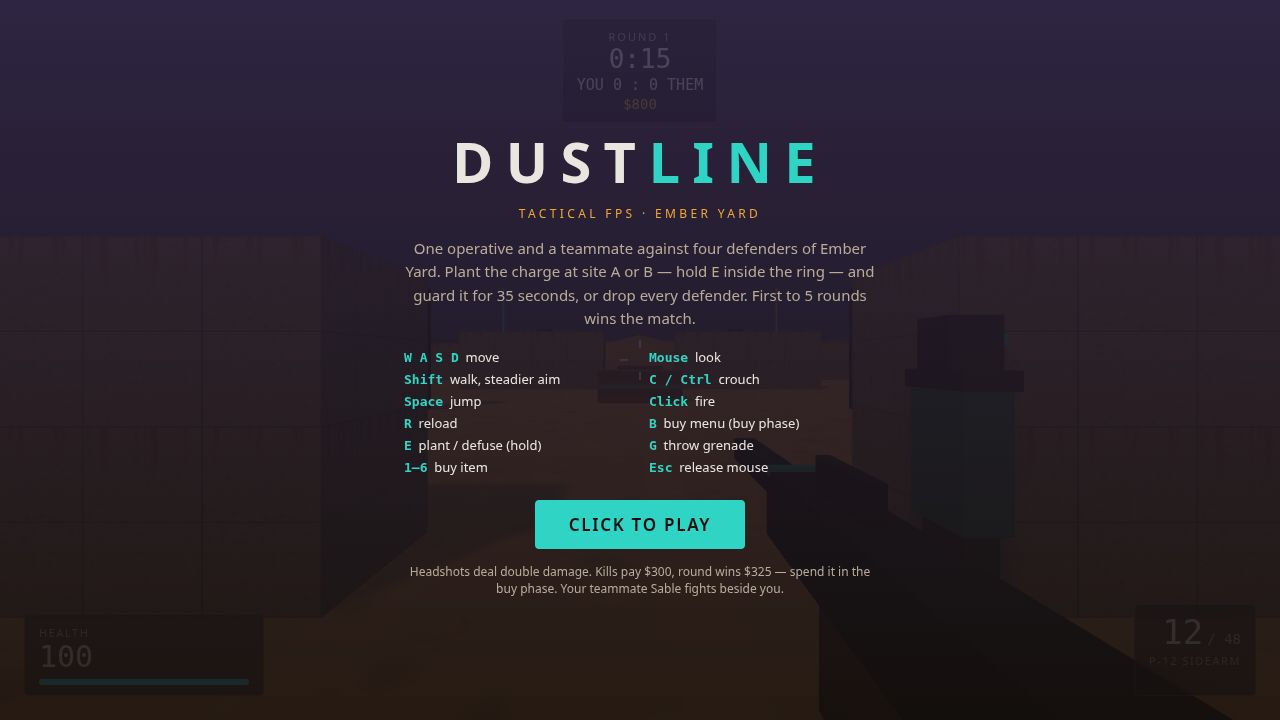 ROUND 1
0:15
YOU 0 : 0 THEM
$800
DUSTLINE
TACTICAL FPS · EMBER YARD
One operative and a teammate against four defenders of Ember
Yard. Plant the charge at site A or B — hold E inside the ring — and
guard it for 35 seconds, or drop every defender. First to 5 rounds
wins the match.
W A S D move
Mouse look
Shift walk, steadier aim
C / Ctrl crouch
Space jump
Click fire
R reload
B buy menu (buy phase)
E plant / defuse (hold)
G throw grenade
1–6 buy item
Esc release mouse
CLICK TO PLAY
Headshots deal double damage. Kills pay $300, round wins $325 — spend it in the
buy phase. Your teammate Sable fights beside you.
HEALTH
100
12 / 48
P-12 SIDEARM